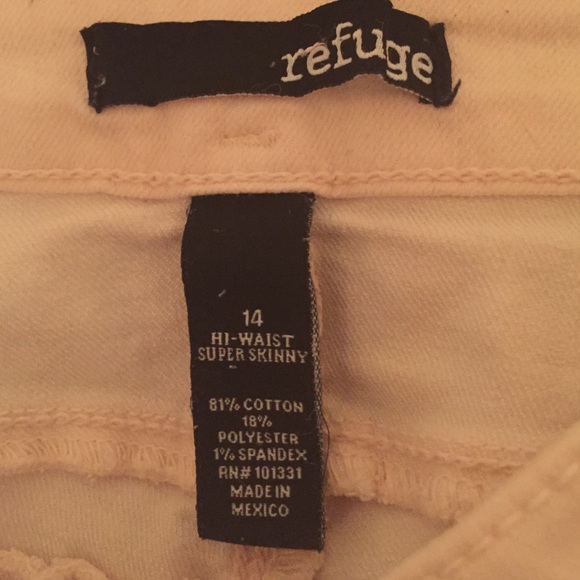 refuge
14
HI-WAIST
SUPER SKINNY
81% COTTON
18%
POLYESTER
1% SPANDEX
RN# 101331
MADE IN
MEXICO